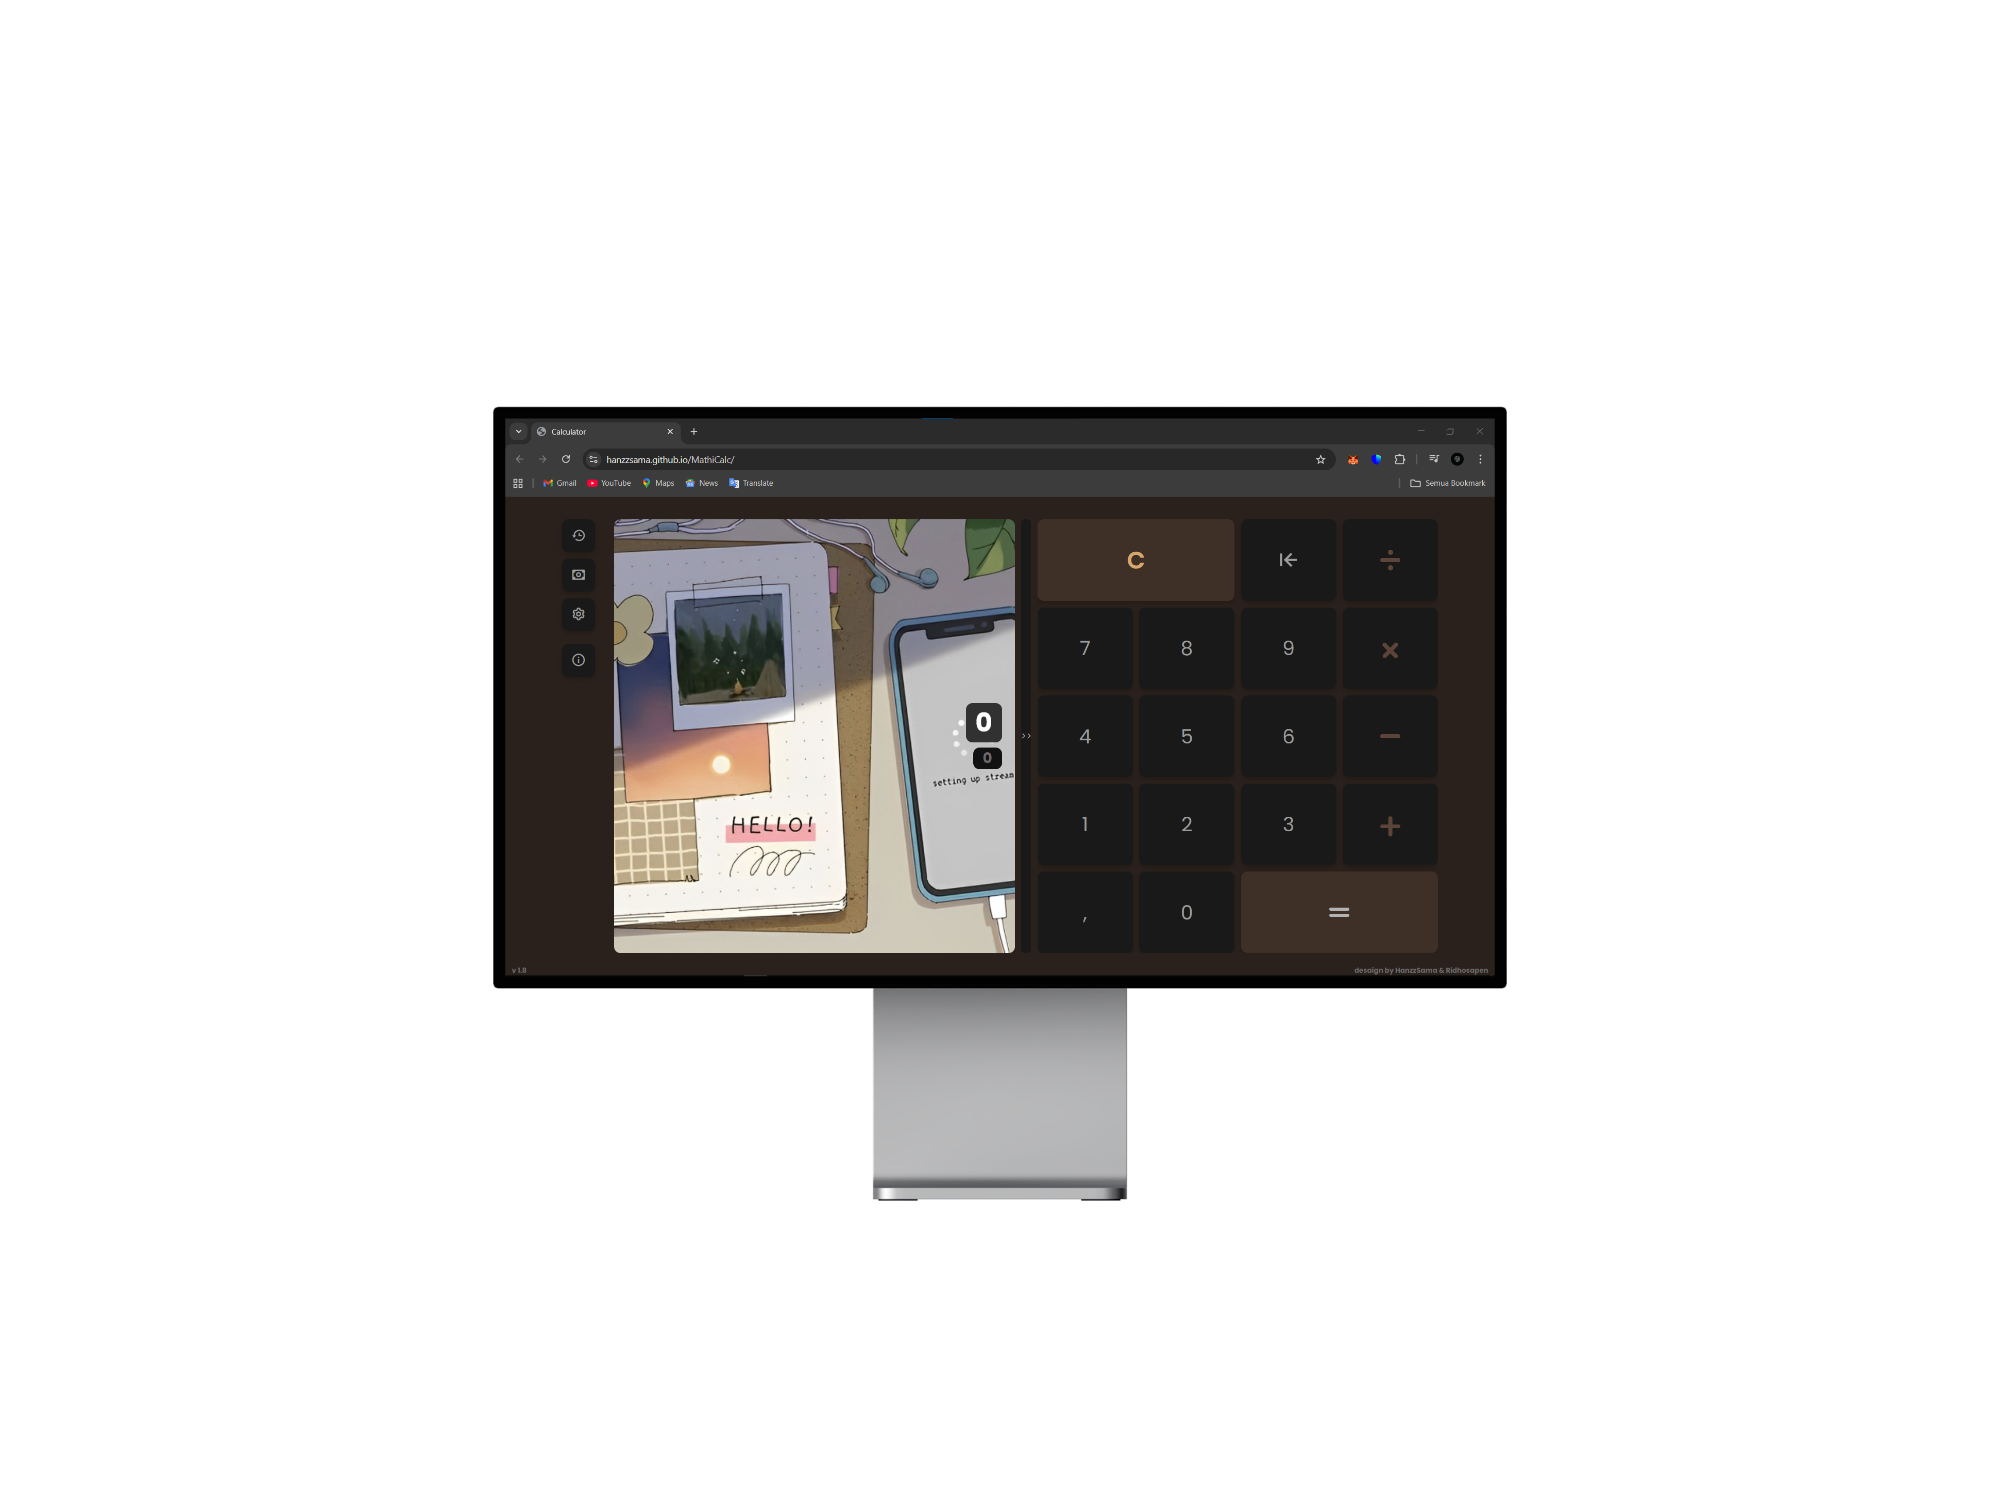 Calculator
hanzzsama.github.io/MathiCalc/
Gmail YouTube Maps News Translate Semua Bookmark
C ÷
7 8 9 ×
4 5 6 −
1 2 3 +
, 0 =
0
0
setting up stream
HELLO!
v 1.8
desaign by HanzzSama & Ridhosapen